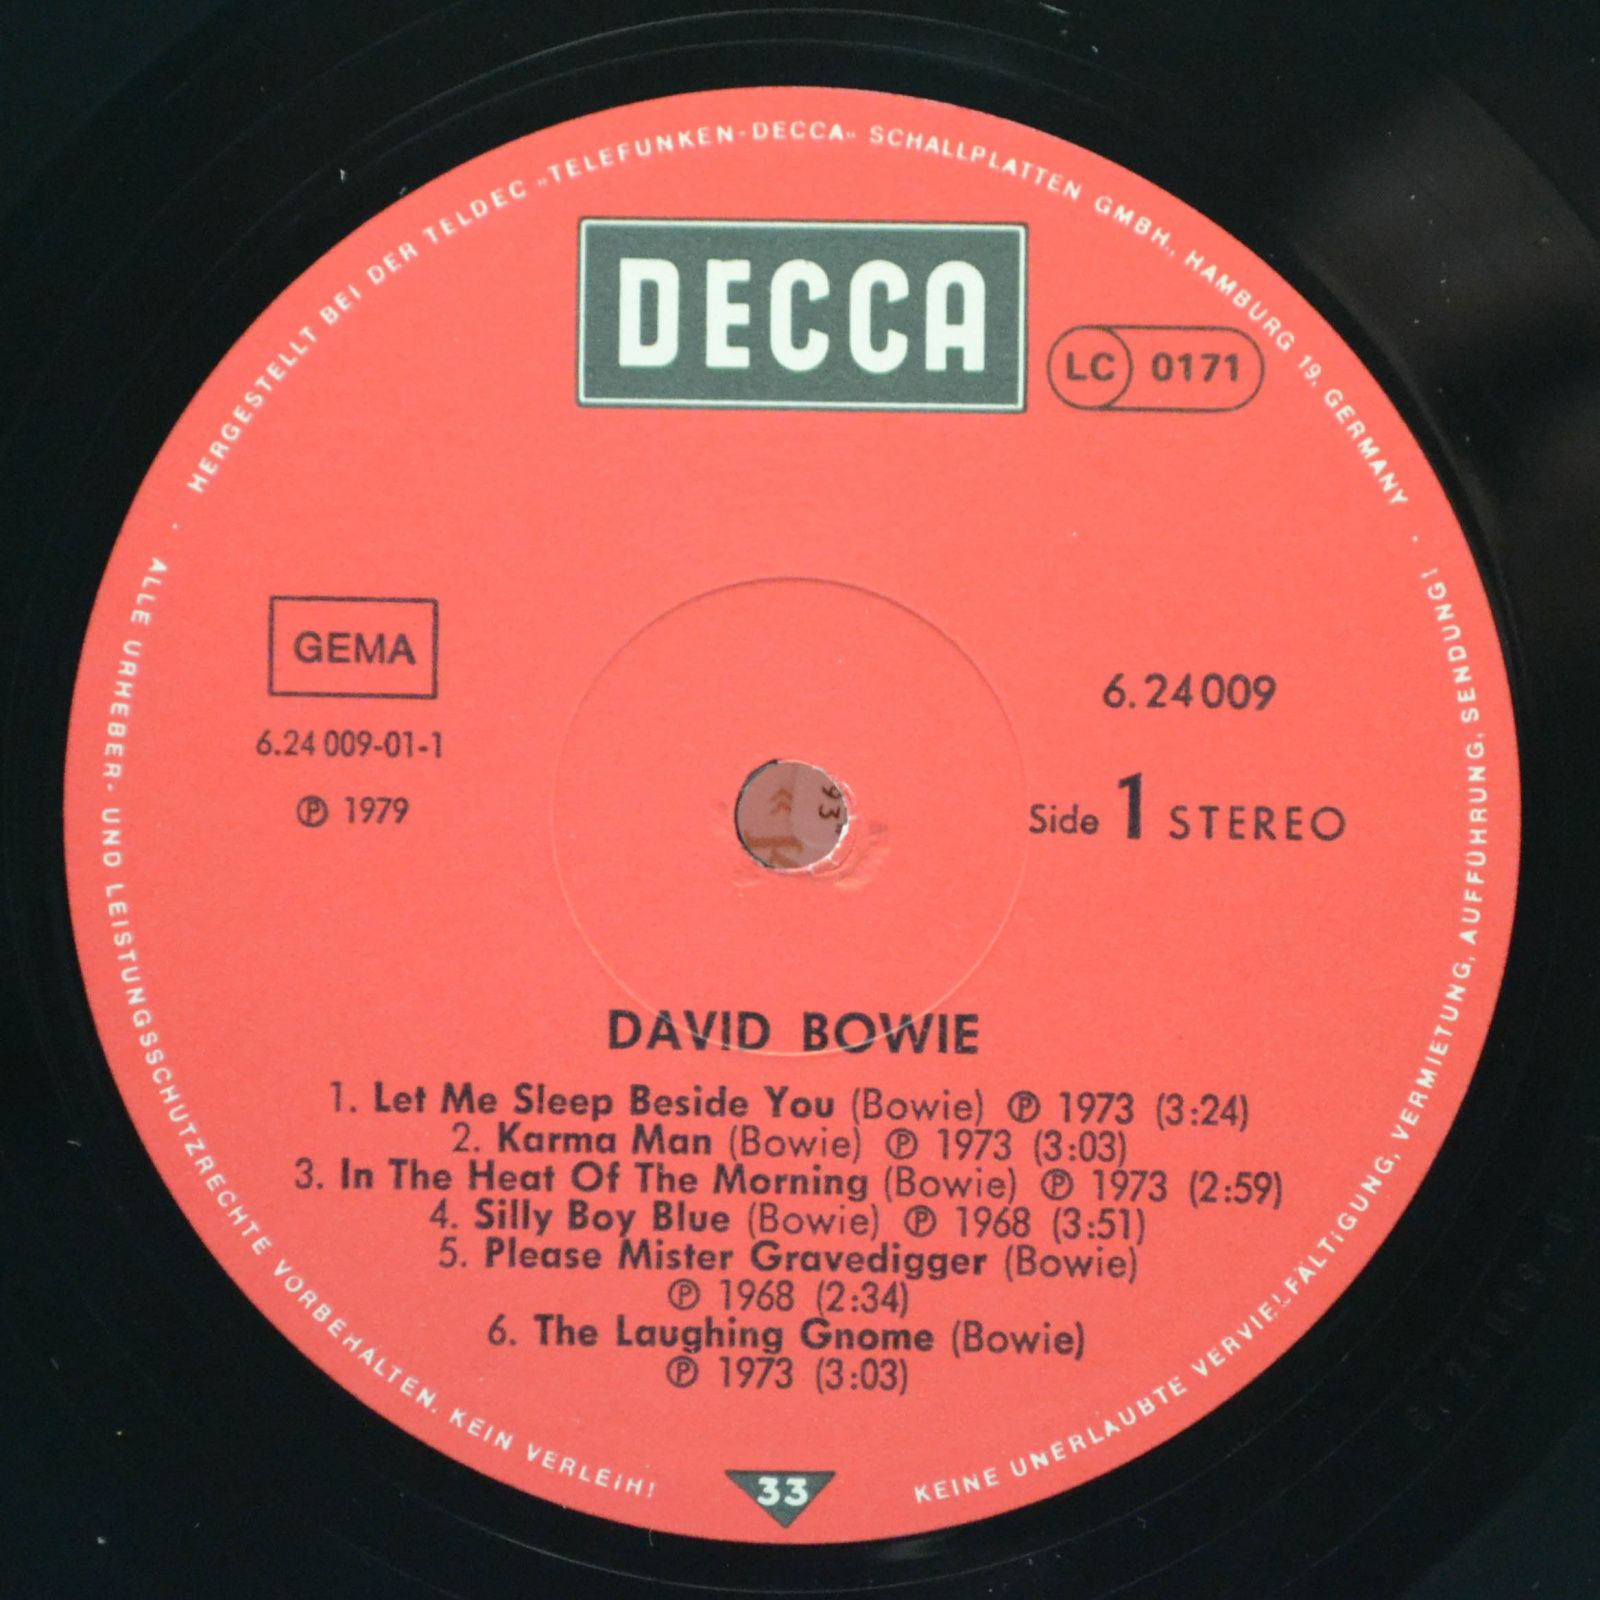 HERGESTELLT BEI DER TELDEC „TELEFUNKEN-DECCA“ SCHALLPLATTEN GMBH., HAMBURG 19, GERMANY ·
DECCA
LC 0171
GEMA
6.24 009-01-1
Ⓟ 1979
6.24009
Side 1 STEREO
DAVID BOWIE
1. Let Me Sleep Beside You (Bowie) Ⓟ 1973 (3:24)
2. Karma Man (Bowie) Ⓟ 1973 (3:03)
3. In The Heat Of The Morning (Bowie) Ⓟ 1973 (2:59)
4. Silly Boy Blue (Bowie) Ⓟ 1968 (3:51)
5. Please Mister Gravedigger (Bowie)
Ⓟ 1968 (2:34)
6. The Laughing Gnome (Bowie)
Ⓟ 1973 (3:03)
33
· ALLE URHEBER- UND LEISTUNGSSCHUTZRECHTE VORBEHALTEN. KEIN VERLEIH!
KEINE UNERLAUBTE VERVIELFÄLTIGUNG, VERMIETUNG, AUFFÜHRUNG, SENDUNG!